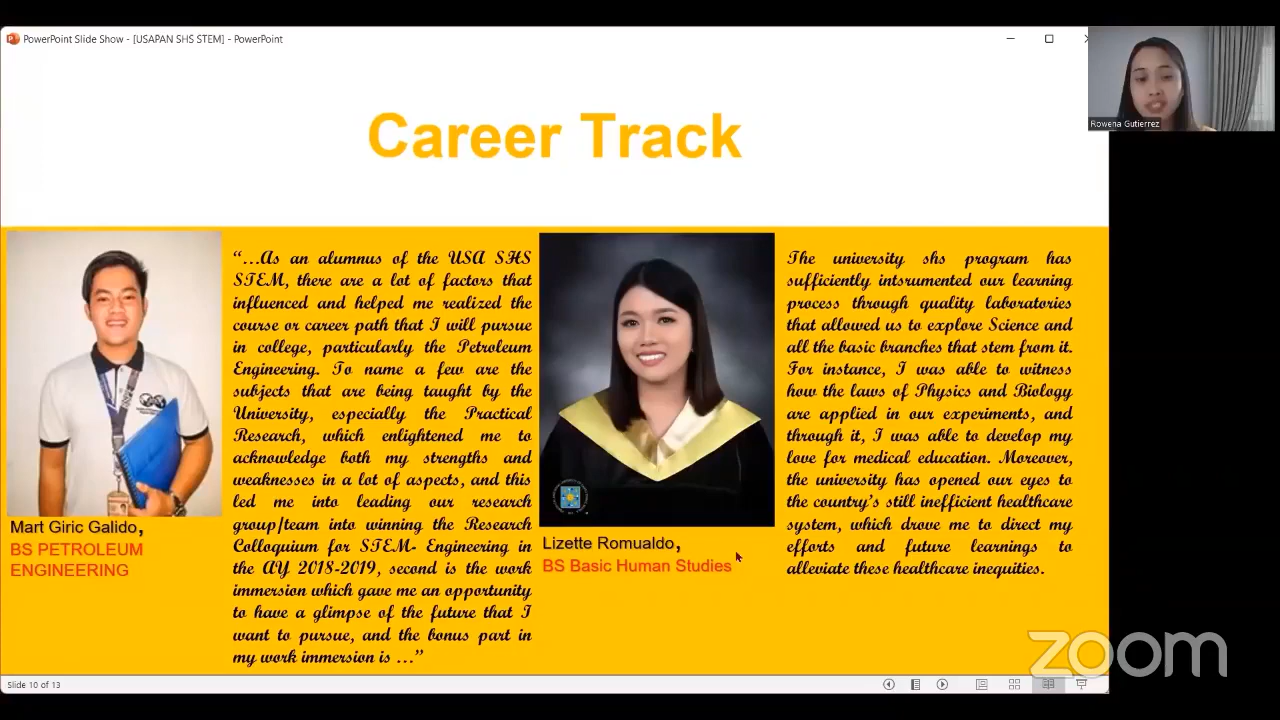 PowerPoint Slide Show - [USAPAN SHS STEM] - PowerPoint
Rowena Gutierrez
Career Track
“...As an alumnus of the USA SHS
STEM, there are a lot of factors that
influenced and helped me realized the
course or career path that I will pursue
in college, particularly the Petroleum
Engineering. To name a few are the
subjects that are being taught by the
University, especially the Practical
Research, which enlightened me to
acknowledge both my strengths and
weaknesses in a lot of aspects, and this
led me into leading our research
group/team into winning the Research
Colloquium for STEM- Engineering in
the AY 2018-2019, second is the work
immersion which gave me an opportunity
to have a glimpse of the future that I
want to pursue, and the bonus part in
my work immersion is ...”
Mart Giric Galido,
BS PETROLEUM
ENGINEERING
The university shs program has
sufficiently intsrumented our learning
process through quality laboratories
that allowed us to explore Science and
all the basic branches that stem from it.
For instance, I was able to witness
how the laws of Physics and Biology
are applied in our experiments, and
through it, I was able to develop my
love for medical education. Moreover,
the university has opened our eyes to
the country's still inefficient healthcare
system, which drove me to direct my
efforts and future learnings to
alleviate these healthcare inequities.
Lizette Romualdo,
BS Basic Human Studies
zoom
Slide 10 of 13